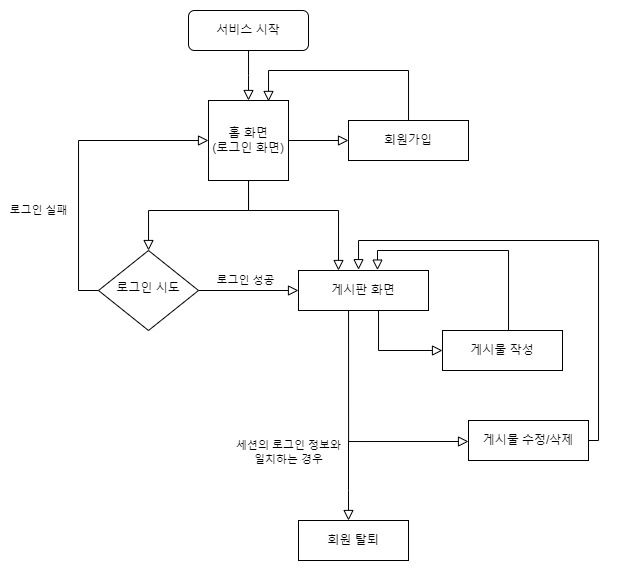 서비스 시작
홈 화면
(로그인 화면)
회원가입
로그인 실패
로그인 시도
로그인 성공
게시판 화면
게시물 작성
세션의 로그인 정보와
일치하는 경우
게시물 수정/삭제
회원 탈퇴